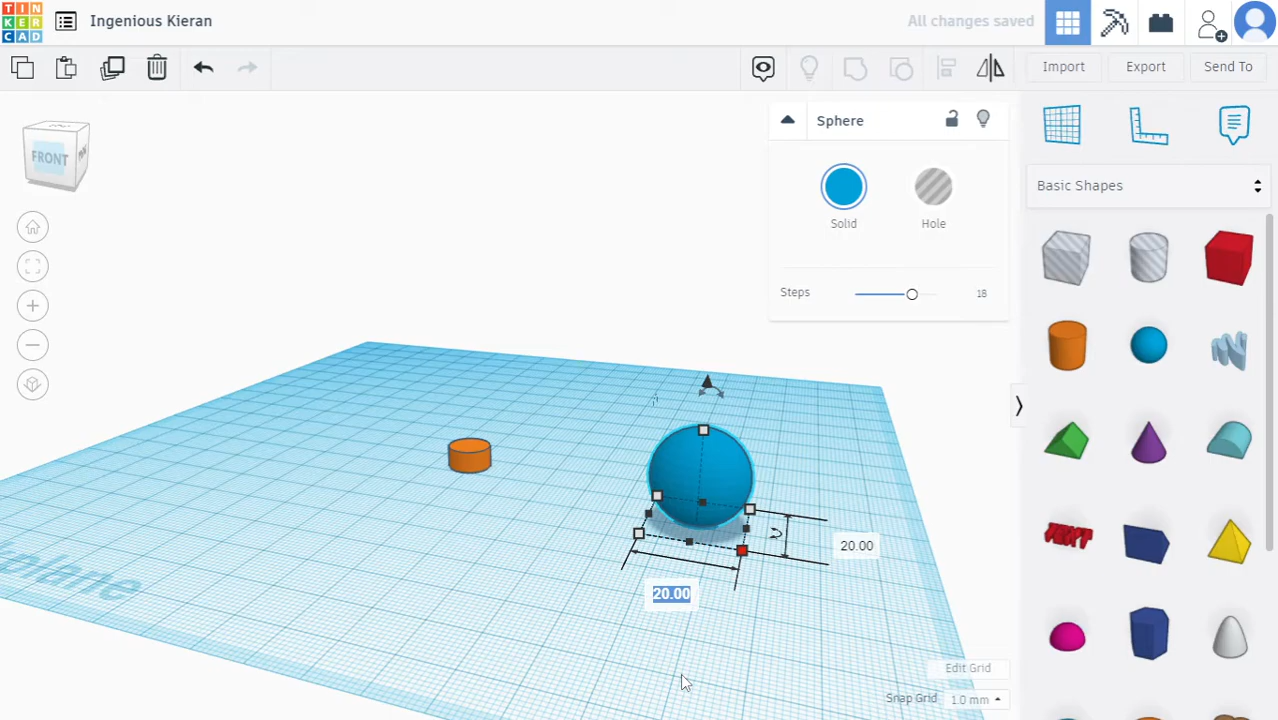 TIN
KER
CAD
Ingenious Kieran
All changes saved
Import
Export
Send To
FRONT
Sphere
Solid
Hole
Steps
18
Basic Shapes
20.00
20.00
Edit Grid
Snap Grid
1.0 mm